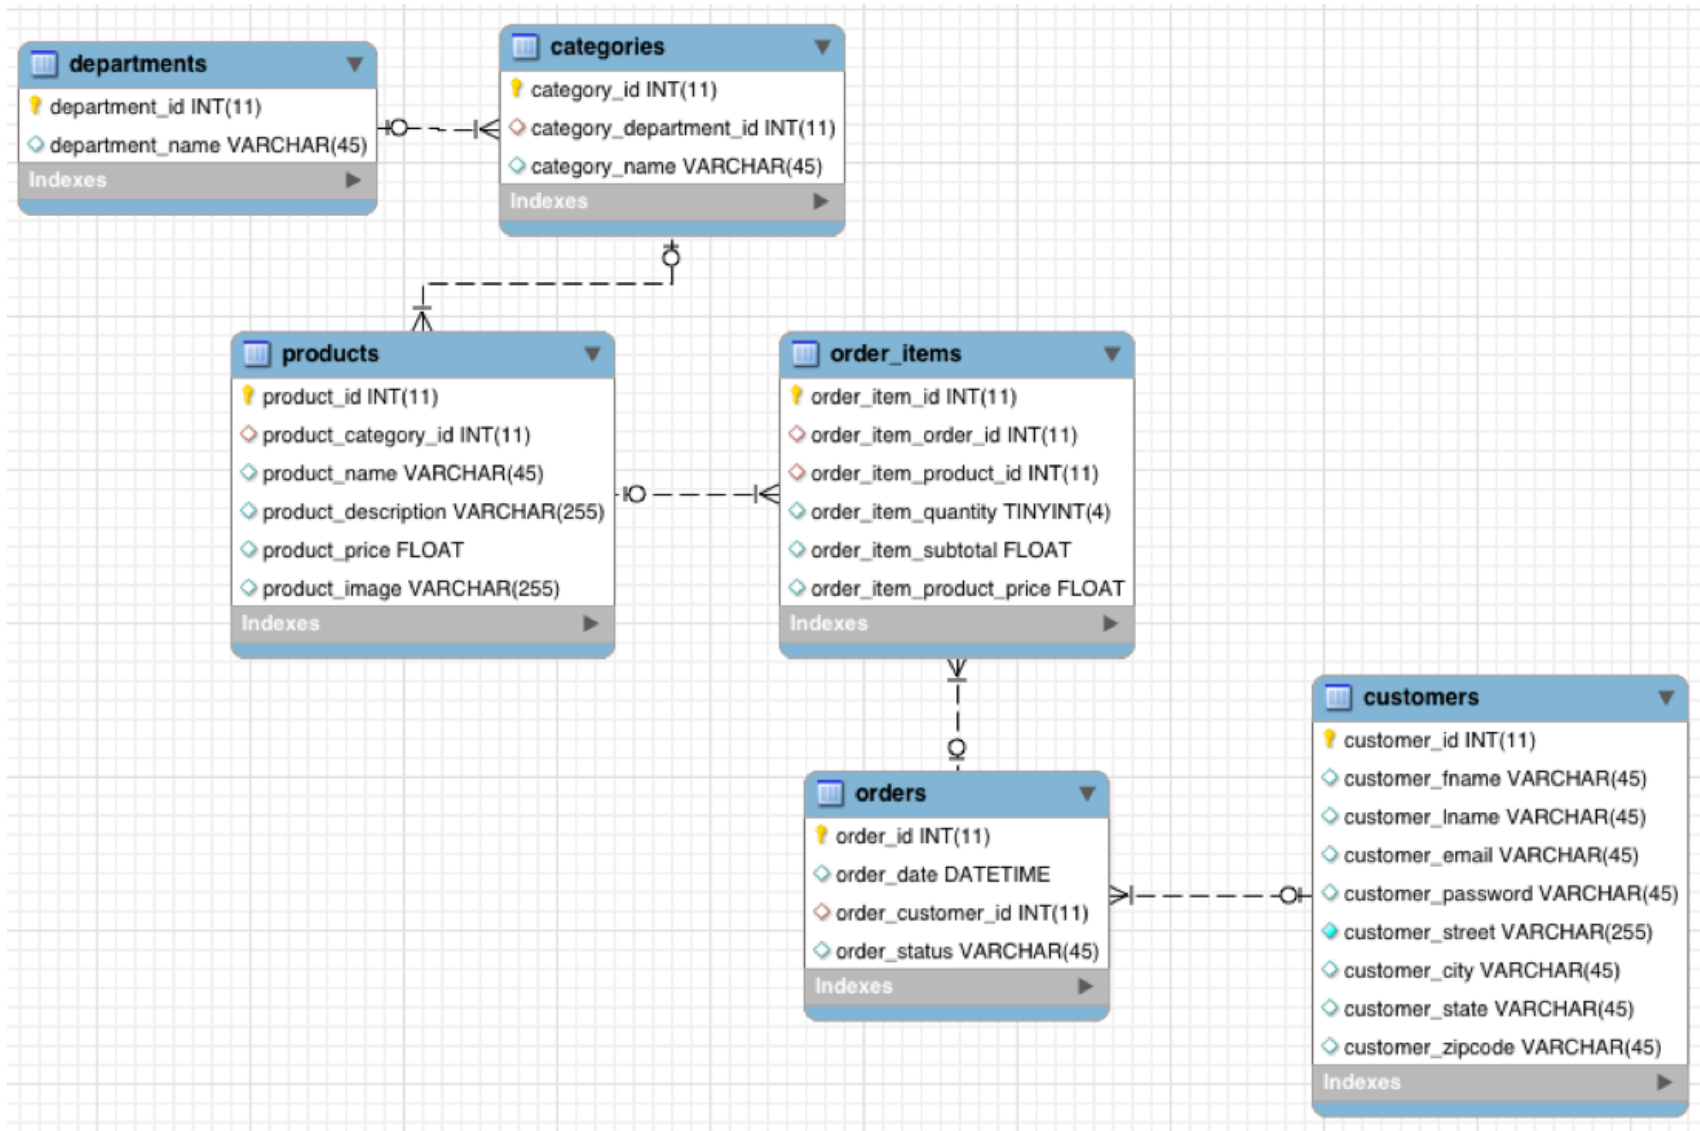 departments
department_id INT(11)
department_name VARCHAR(45)
Indexes
categories
category_id INT(11)
category_department_id INT(11)
category_name VARCHAR(45)
Indexes
products
product_id INT(11)
product_category_id INT(11)
product_name VARCHAR(45)
product_description VARCHAR(255)
product_price FLOAT
product_image VARCHAR(255)
Indexes
order_items
order_item_id INT(11)
order_item_order_id INT(11)
order_item_product_id INT(11)
order_item_quantity TINYINT(4)
order_item_subtotal FLOAT
order_item_product_price FLOAT
Indexes
orders
order_id INT(11)
order_date DATETIME
order_customer_id INT(11)
order_status VARCHAR(45)
Indexes
customers
customer_id INT(11)
customer_fname VARCHAR(45)
customer_lname VARCHAR(45)
customer_email VARCHAR(45)
customer_password VARCHAR(45)
customer_street VARCHAR(255)
customer_city VARCHAR(45)
customer_state VARCHAR(45)
customer_zipcode VARCHAR(45)
Indexes